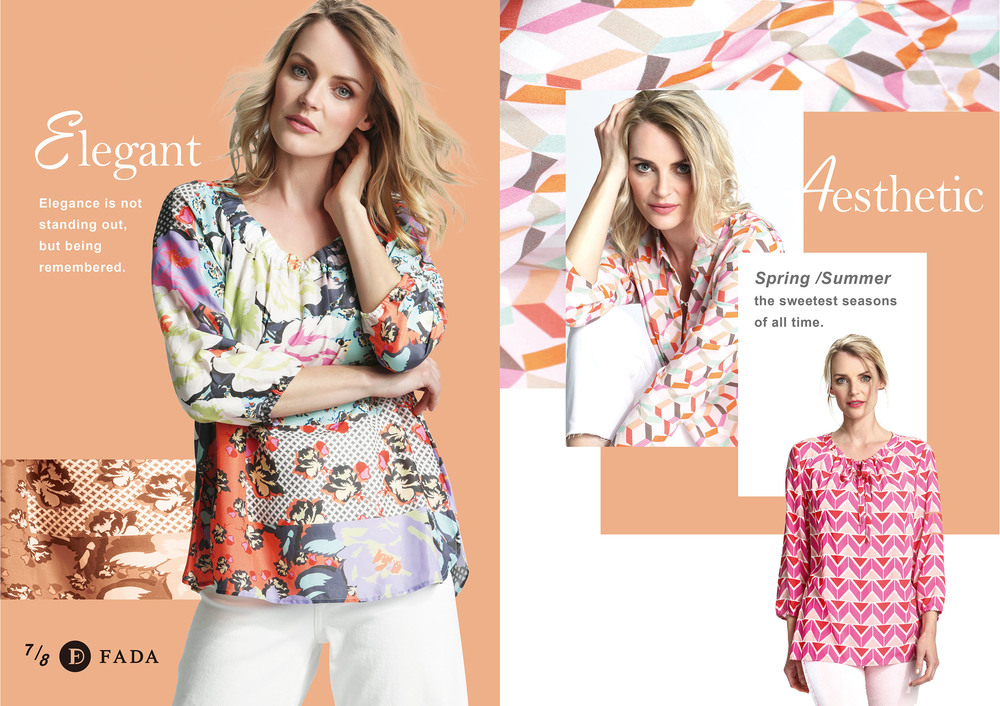 Elegant
Elegance is not
standing out,
but being
remembered.
7/8 FADA
Aesthetic
Spring /Summer
the sweetest seasons
of all time.